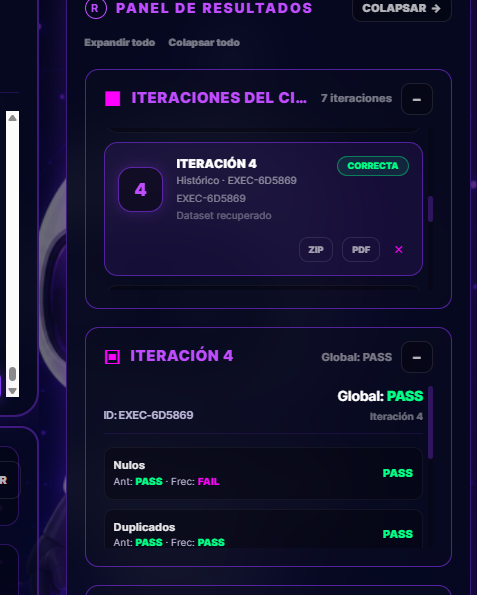 R PANEL DE RESULTADOS COLAPSAR →
Expandir todo Colapsar todo
ITERACIONES DEL CI... 7 iteraciones –
4
ITERACIÓN 4 CORRECTA
Histórico · EXEC-6D5869
EXEC-6D5869
Dataset recuperado
ZIP PDF ×
ITERACIÓN 4 Global: PASS –
Global: PASS
ID: EXEC-6D5869 Iteración 4
Nulos
Ant: PASS · Frec: FAIL PASS
Duplicados
Ant: PASS · Frec: PASS PASS
R